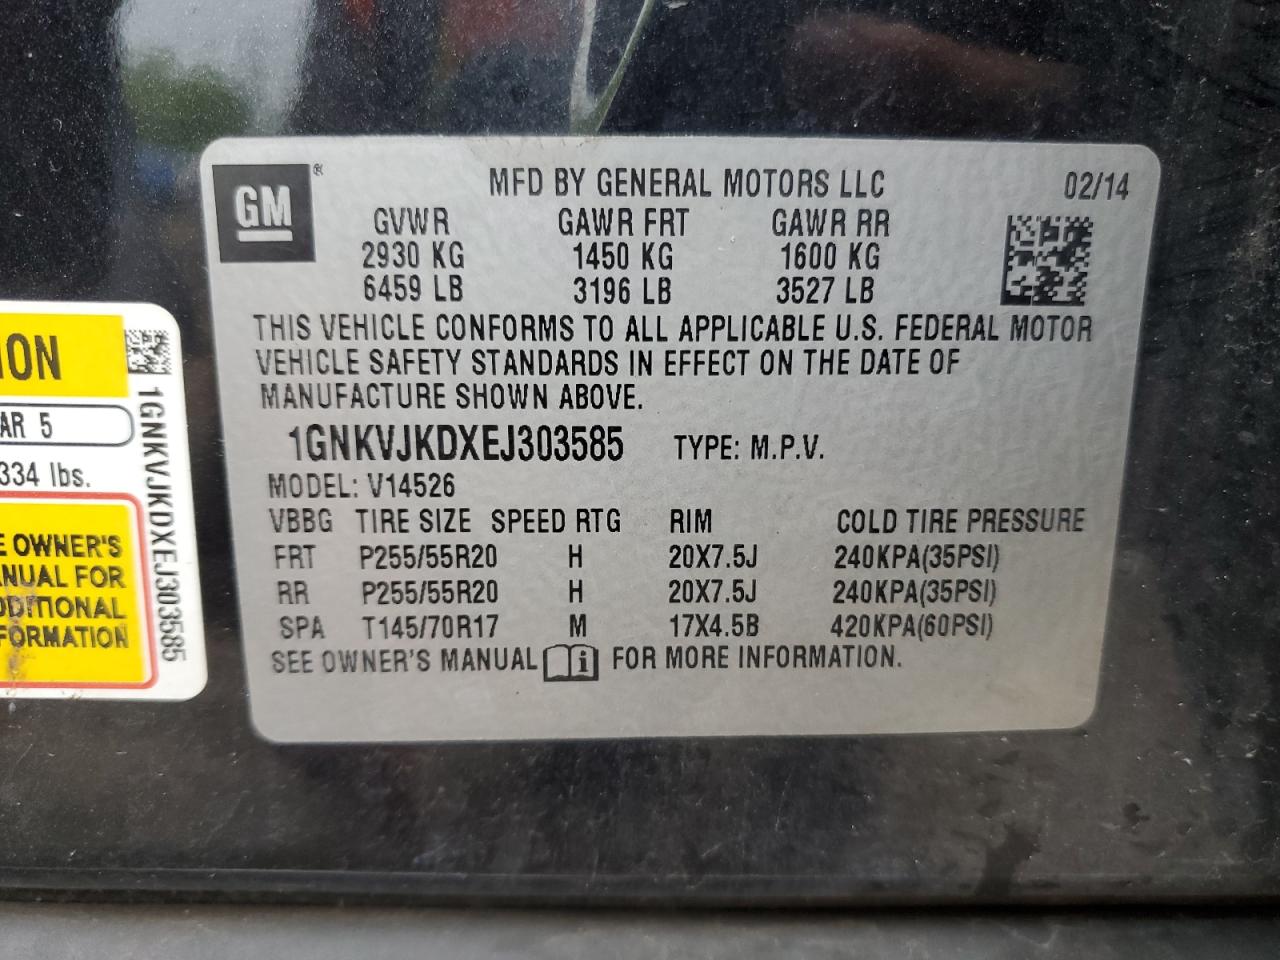 GM ® MFD BY GENERAL MOTORS LLC 02/14
GVWR GAWR FRT GAWR RR
2930 KG 1450 KG 1600 KG
6459 LB 3196 LB 3527 LB
THIS VEHICLE CONFORMS TO ALL APPLICABLE U.S. FEDERAL MOTOR
VEHICLE SAFETY STANDARDS IN EFFECT ON THE DATE OF
MANUFACTURE SHOWN ABOVE.
1GNKVJKDXEJ303585 TYPE: M.P.V.
MODEL: V14526
VBBG TIRE SIZE SPEED RTG RIM COLD TIRE PRESSURE
FRT P255/55R20 H 20X7.5J 240KPA(35PSI)
RR P255/55R20 H 20X7.5J 240KPA(35PSI)
SPA T145/70R17 M 17X4.5B 420KPA(60PSI)
SEE OWNER'S MANUAL i FOR MORE INFORMATION.
ION
AR 5
334 lbs.
E OWNER'S
ANUAL FOR
DDITIONAL
FORMATION
1GNKVJKDXEJ303585